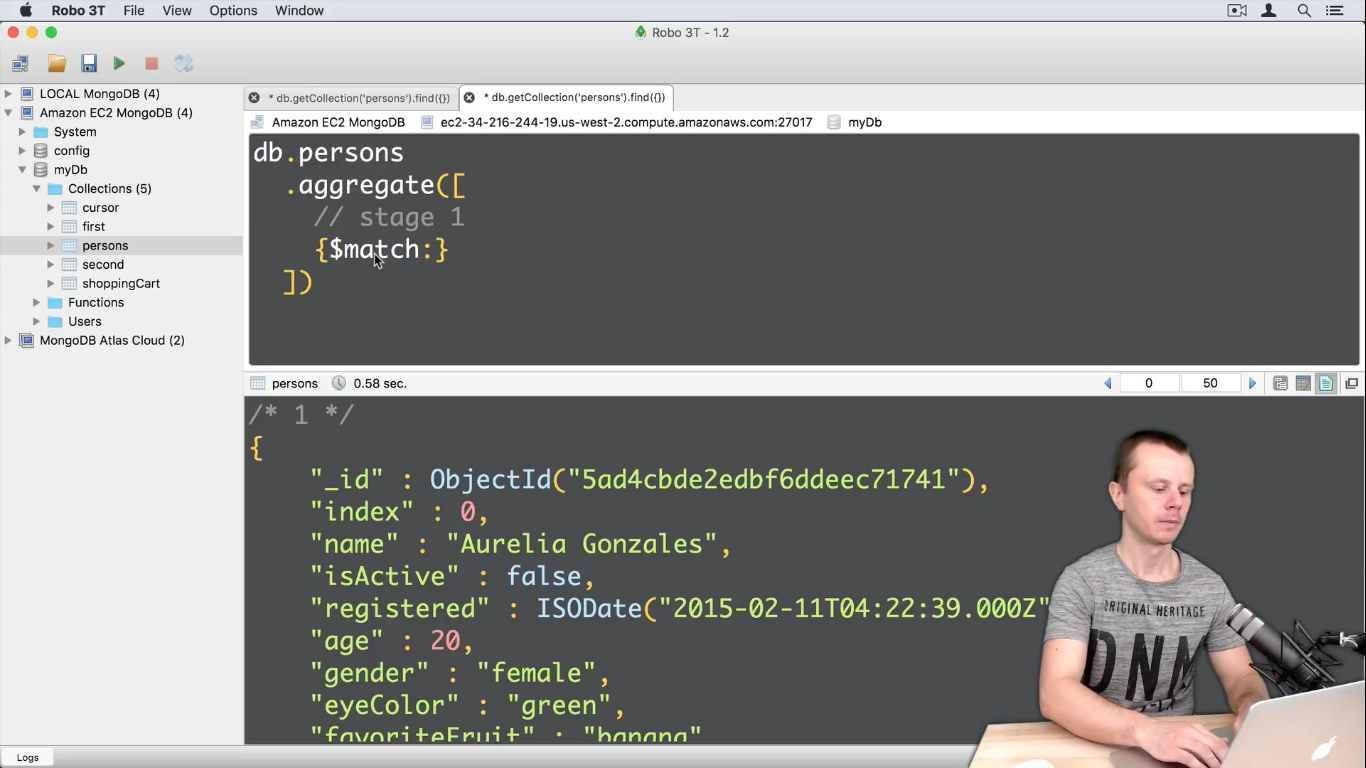 Robo 3T File View Options Window
Robo 3T - 1.2
LOCAL MongoDB (4)
Amazon EC2 MongoDB (4)
System
config
myDb
Collections (5)
cursor
first
persons
second
shoppingCart
Functions
Users
MongoDB Atlas Cloud (2)
* db.getCollection('persons').find({}) * db.getCollection('persons').find({})
Amazon EC2 MongoDB ec2-34-216-244-19.us-west-2.compute.amazonaws.com:27017 myDb
db.persons
.aggregate([
// stage 1
{$match:}
])
persons 0.58 sec. 0 50
/* 1 */
{
"_id" : ObjectId("5ad4cbde2edbf6ddeec71741"),
"index" : 0,
"name" : "Aurelia Gonzales",
"isActive" : false,
"registered" : ISODate("2015-02-11T04:22:39.000Z"
"age" : 20,
"gender" : "female",
"eyeColor" : "green",
"favoriteFruit" : "banana"
ORIGINAL HERITAGE
DNM
Logs